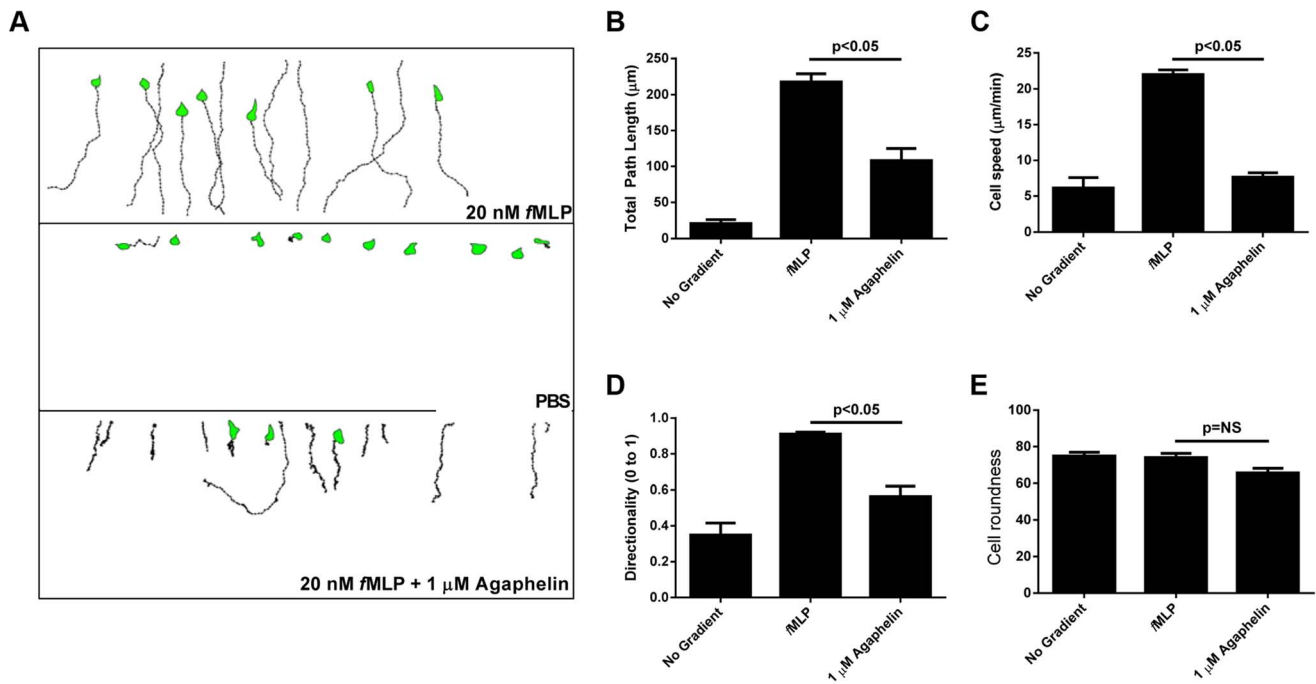 A
20 nM fMLP
PBS
20 nM fMLP + 1 μM Agaphelin
B
p<0.05
Total Path Length (μm)
250
200
150
100
50
0
No Gradient
fMLP
1 μM Agaphelin
C
p<0.05
Cell speed (μm/min)
25
20
15
10
5
0
No Gradient
fMLP
1 μM Agaphelin
D
p<0.05
Directionality (0 to 1)
1.0
0.8
0.6
0.4
0.2
0.0
No Gradient
fMLP
1 μM Agaphelin
E
p=NS
Cell roundness
100
80
60
40
20
0
No Gradient
fMLP
1 μM Agaphelin